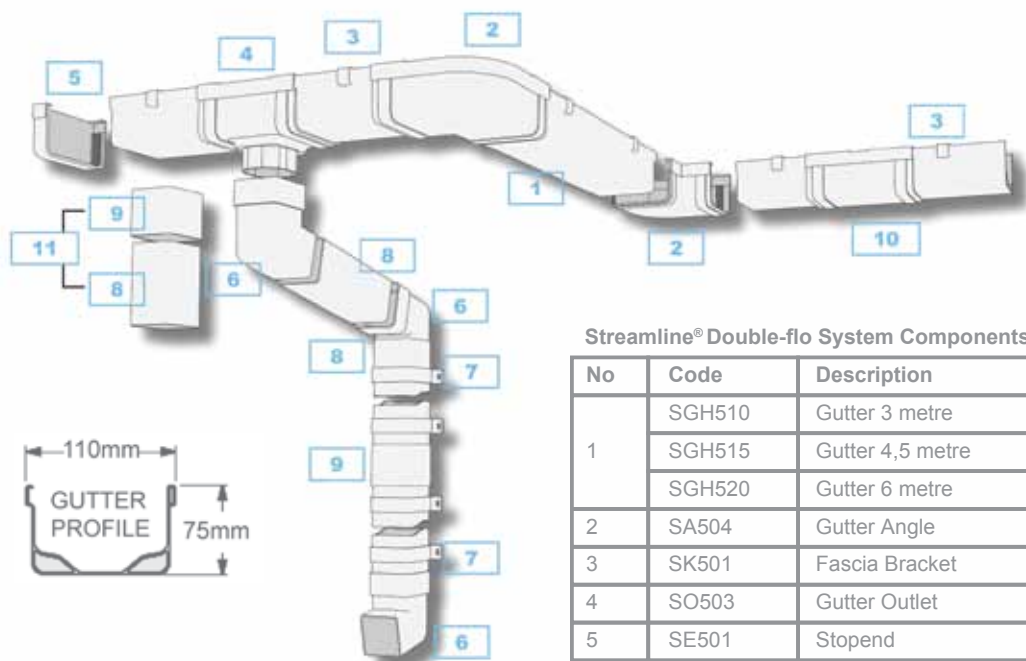 2
3
4
5
3
1
9
11
8
6
8
2
10
6
8
7
9
7
6
110mm
GUTTER
PROFILE
75mm
Streamline® Double-flo System Components
No Code Description
1
SGH510 Gutter 3 metre
SGH515 Gutter 4,5 metre
SGH520 Gutter 6 metre
2 SA504 Gutter Angle
3 SK501 Fascia Bracket
4 SO503 Gutter Outlet
5 SE501 Stopend